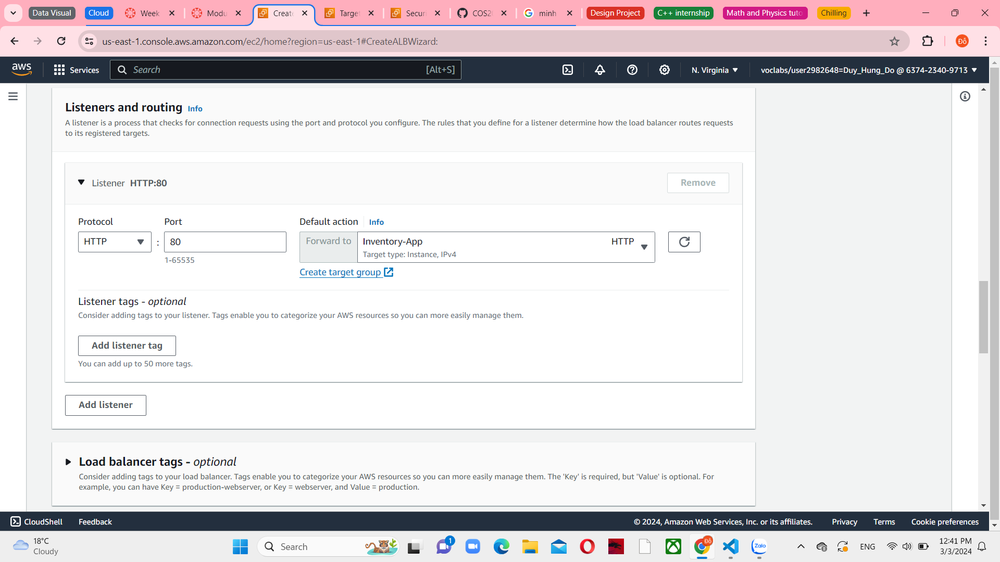 Data Visual
Cloud
Week
Modu
Create
Target
Securi
COS20
minh
Design Project
C++ internship
Math and Physics tuto
Chilling
us-east-1.console.aws.amazon.com/ec2/home?region=us-east-1#CreateALBWizard:
Đỗ
aws
Services
Search
[Alt+S]
N. Virginia
voclabs/user2982648=Duy_Hung_Do @ 6374-2340-9713
Listeners and routing Info
A listener is a process that checks for connection requests using the port and protocol you configure. The rules that you define for a listener determine how the load balancer routes requests
to its registered targets.
Listener HTTP:80
Remove
Protocol
Port
Default action
Info
HTTP
:
80
Forward to
Inventory-App
HTTP
Target type: Instance, IPv4
1-65535
Create target group
Listener tags - optional
Consider adding tags to your listener. Tags enable you to categorize your AWS resources so you can more easily manage them.
Add listener tag
You can add up to 50 more tags.
Add listener
Load balancer tags - optional
Consider adding tags to your load balancer. Tags enable you to categorize your AWS resources so you can more easily manage them. The 'Key' is required, but 'Value' is optional. For
example, you can have Key = production-webserver, or Key = webserver, and Value = production.
CloudShell
Feedback
© 2024, Amazon Web Services, Inc. or its affiliates.
Privacy
Terms
Cookie preferences
18°C
Cloudy
Search
1
Đỗ
Zalo
ENG
12:41 PM
3/3/2024